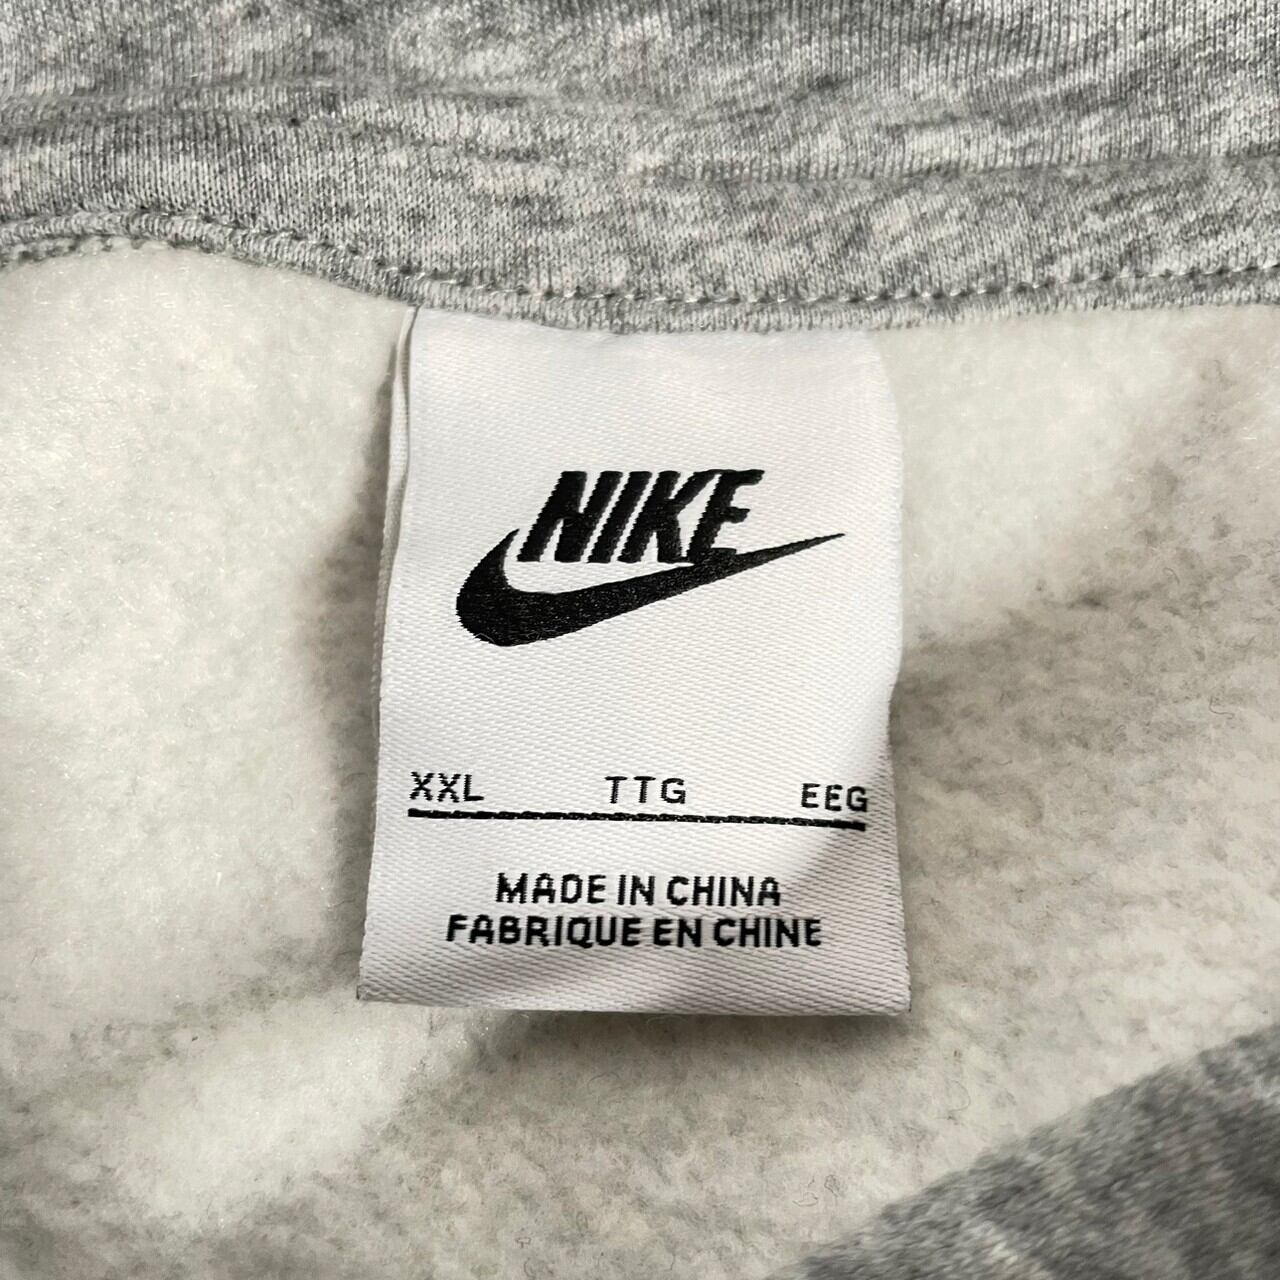 NIKE
XXL TTG EEG
MADE IN CHINA
FABRIQUE EN CHINE